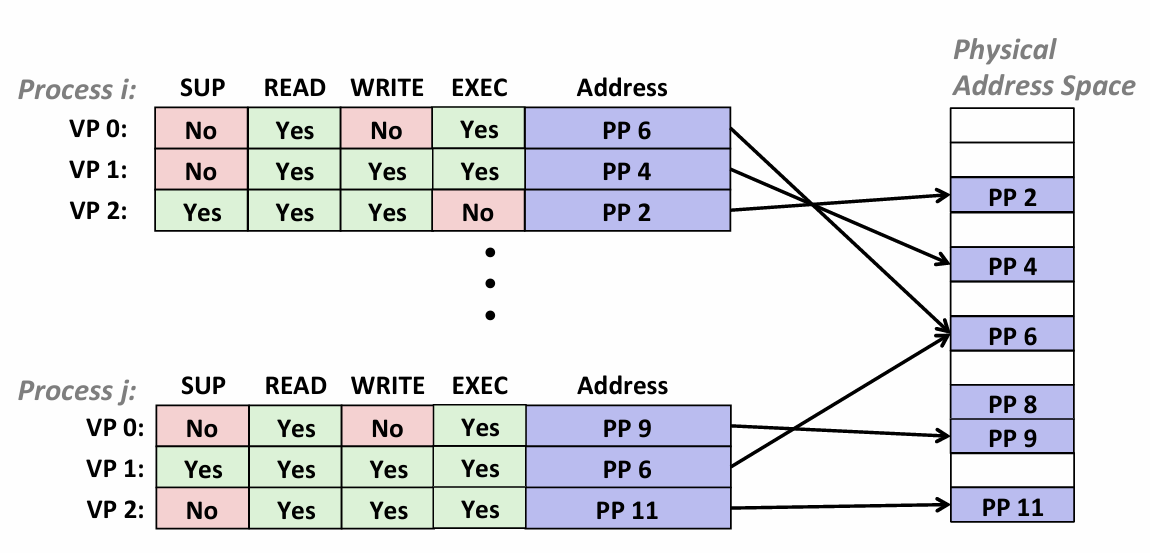 Physical
Address Space
Process i: SUP READ WRITE EXEC Address
VP 0: No Yes No Yes PP 6
VP 1: No Yes Yes Yes PP 4
VP 2: Yes Yes Yes No PP 2
PP 2
PP 4
PP 6
PP 8
PP 9
PP 11
Process j: SUP READ WRITE EXEC Address
VP 0: No Yes No Yes PP 9
VP 1: Yes Yes Yes Yes PP 6
VP 2: No Yes Yes Yes PP 11